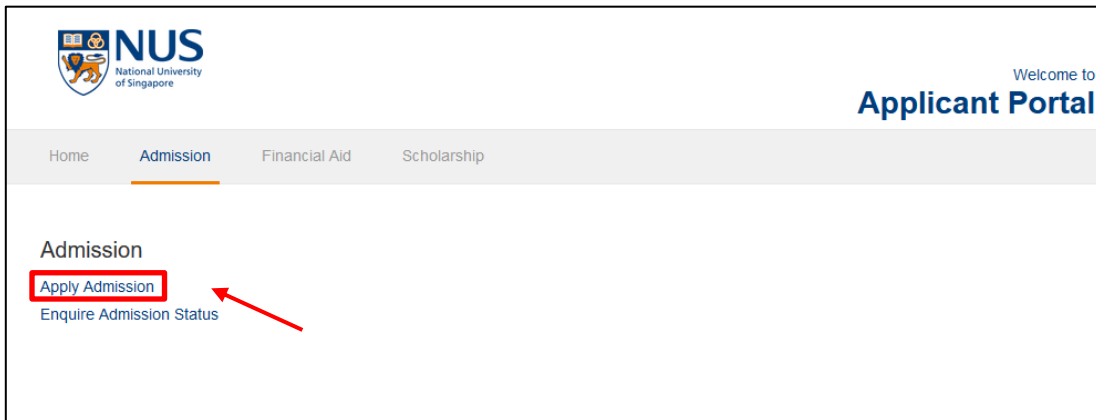 NUS
National University
of Singapore
Welcome to
Applicant Portal
Home Admission Financial Aid Scholarship
Admission
Apply Admission
Enquire Admission Status